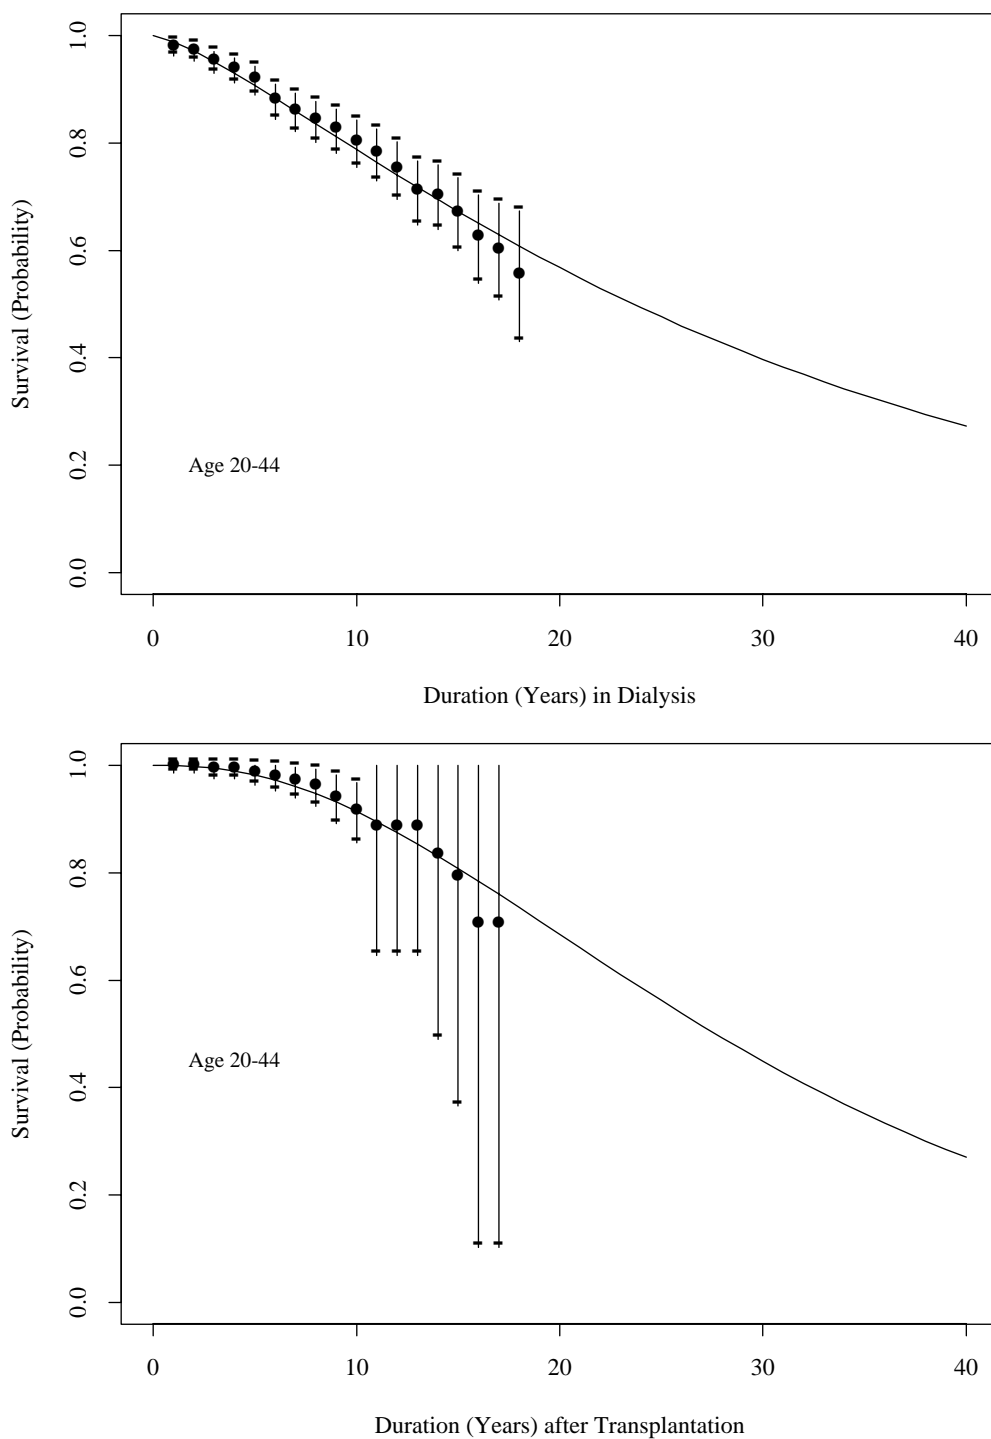 1.0
0.8
0.6
0.4
0.2
0.0
Survival (Probability)
Age 20-44
0 10 20 30 40
Duration (Years) in Dialysis
1.0
0.8
0.6
0.4
0.2
0.0
Survival (Probability)
Age 20-44
0 10 20 30 40
Duration (Years) after Transplantation